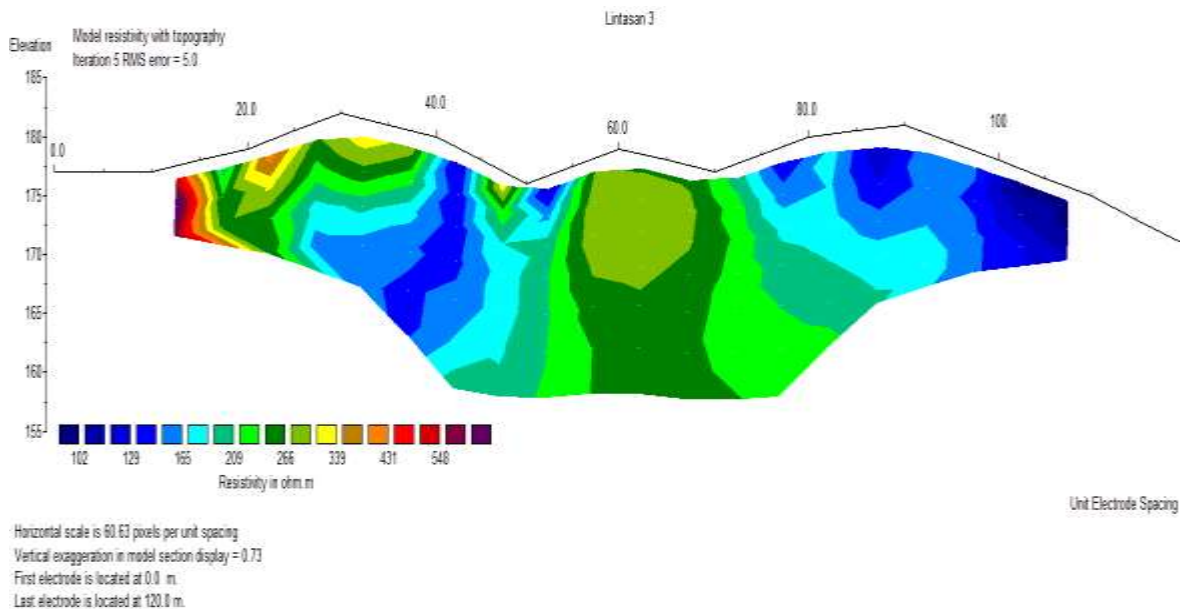 Lintasan 3
Model resistivity with topography
Elevation
Iteration 5 RMS error = 5.0
185
180
175
170
165
160
155
0.0
20.0
40.0
60.0
80.0
100
102 129 165 209 266 339 431 548
Resistivity in ohm.m
Unit Electrode Spacing
Horizontal scale is 60.63 pixels per unit spacing
Vertical exaggeration in model section display = 0.73
First electrode is located at 0.0 m.
Last electrode is located at 120.0 m.